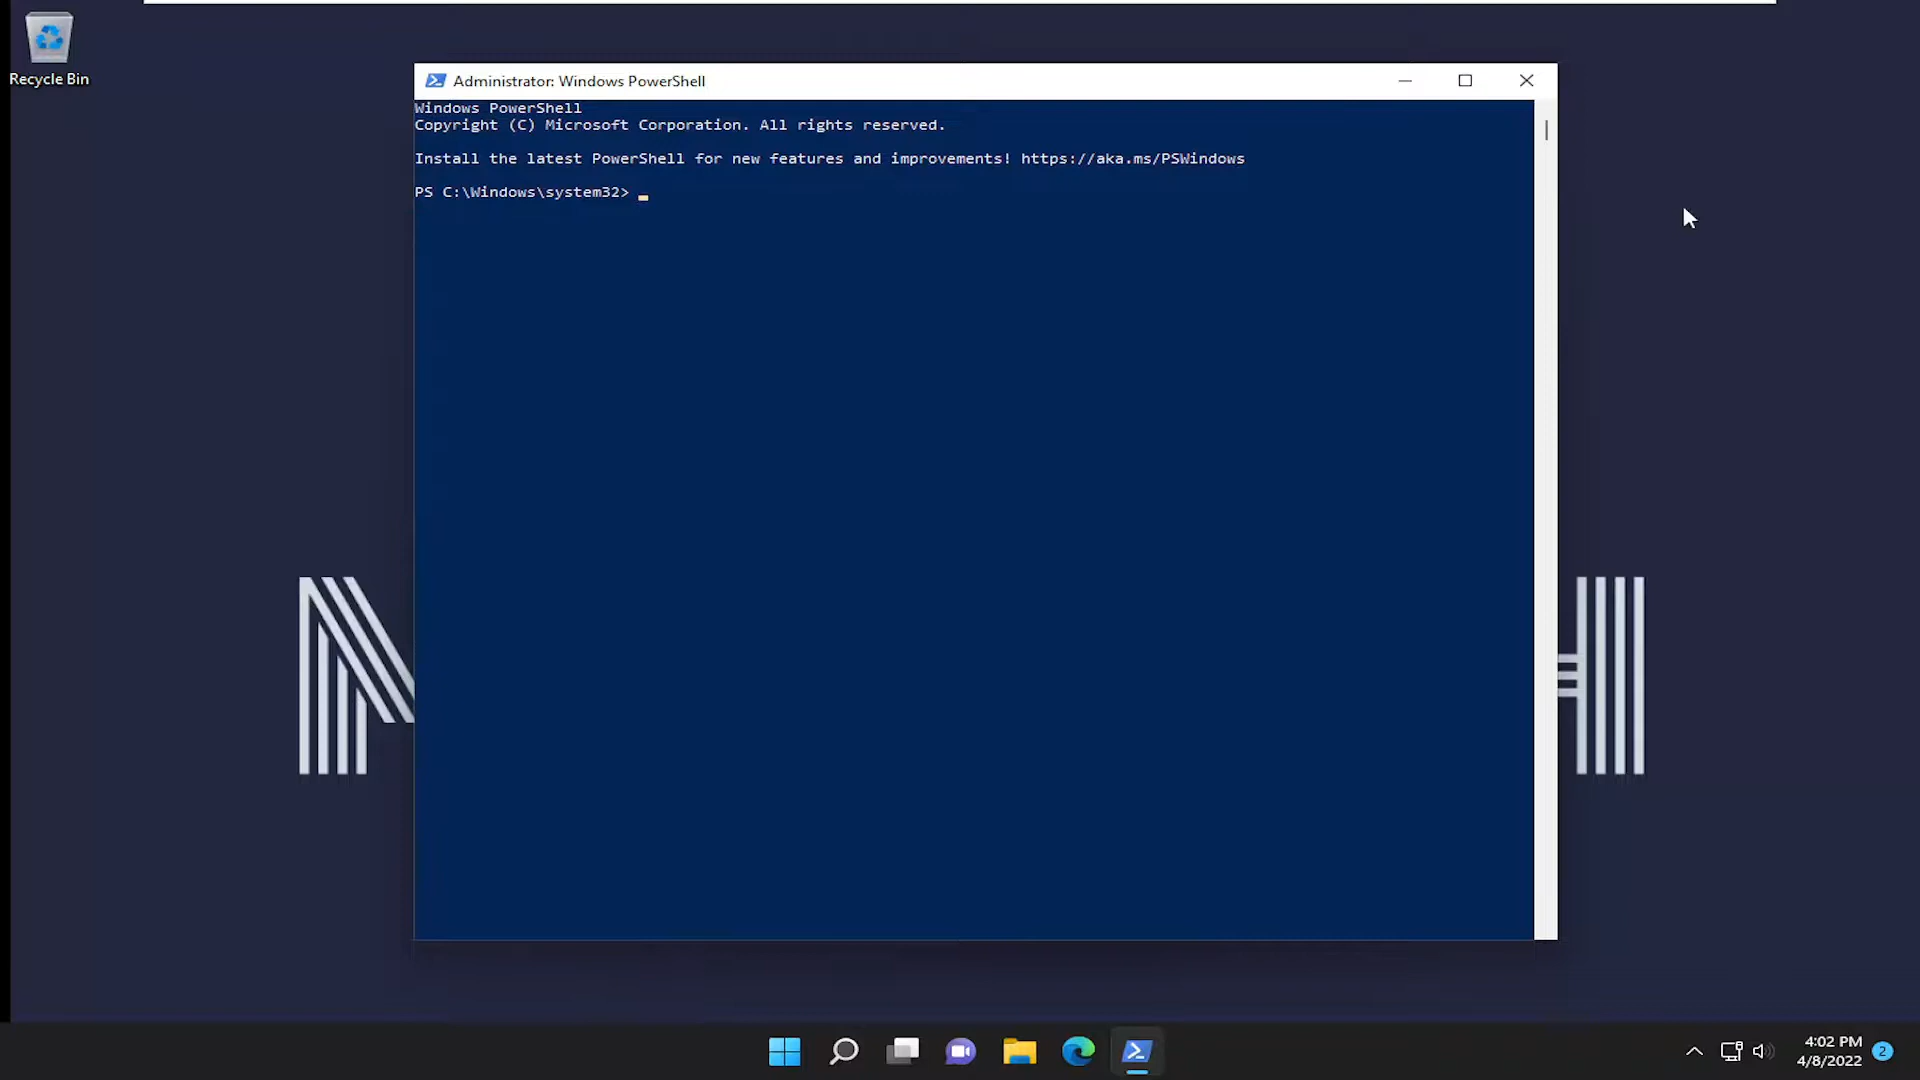 Recycle Bin
Administrator: Windows PowerShell
Windows PowerShell
Copyright (C) Microsoft Corporation. All rights reserved.
Install the latest PowerShell for new features and improvements! https://aka.ms/PSWindows
PS C:\Windows\system32>
N
H
4:02 PM
4/8/2022
2